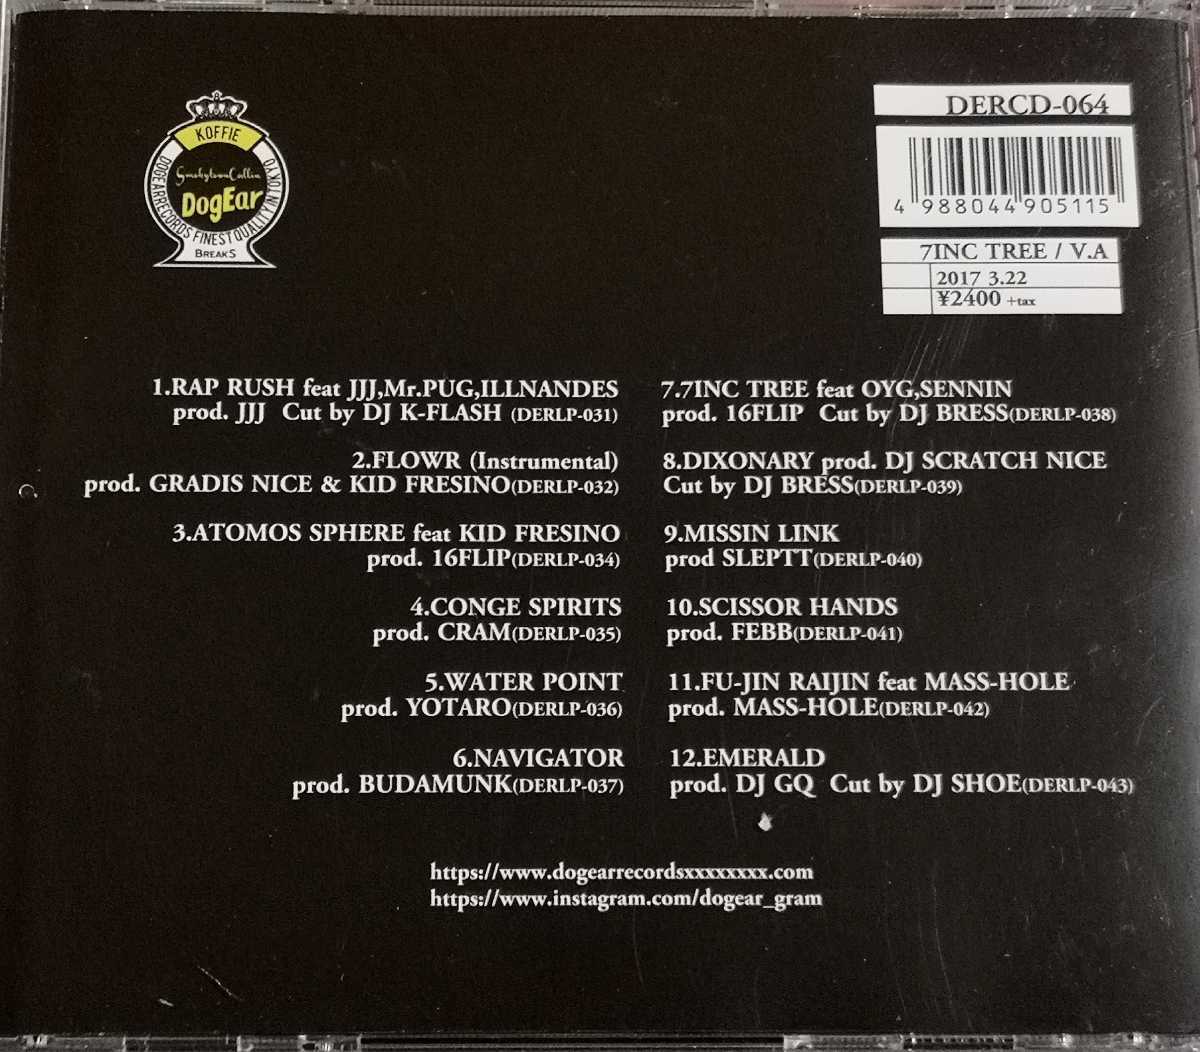 KOFFIE
SmokytownCallin
DogEar
DOGEARRECORDS FINEST QUALITY IN TOKYO
BREAKS
DERCD-064
4 988044 905115
7INC TREE / V.A
2017 3.22
¥2400 +tax
1.RAP RUSH feat JJJ,Mr.PUG,ILLNANDES
prod. JJJ Cut by DJ K-FLASH (DERLP-031)
2.FLOWR (Instrumental)
prod. GRADIS NICE & KID FRESINO(DERLP-032)
3.ATOMOS SPHERE feat KID FRESINO
prod. 16FLIP(DERLP-034)
4.CONGE SPIRITS
prod. CRAM(DERLP-035)
5.WATER POINT
prod. YOTARO(DERLP-036)
6.NAVIGATOR
prod. BUDAMUNK(DERLP-037)
7.7INC TREE feat OYG,SENNIN
prod. 16FLIP Cut by DJ BRESS(DERLP-038)
8.DIXONARY prod. DJ SCRATCH NICE
Cut by DJ BRESS(DERLP-039)
9.MISSIN LINK
prod SLEPTT(DERLP-040)
10.SCISSOR HANDS
prod. FEBB(DERLP-041)
11.FU-JIN RAIJIN feat MASS-HOLE
prod. MASS-HOLE(DERLP-042)
12.EMERALD
prod. DJ GQ Cut by DJ SHOE(DERLP-043)
https://www.dogearrecordsxxxxxxxx.com
https://www.instagram.com/dogear_gram